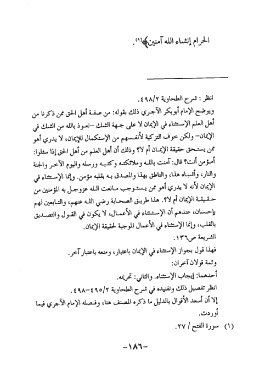 الحرام إنشاء الله آمنين﴾(١).
انظر : شرح الطحاوية ٤٩٨/٢.
ويوضح الإمام أبوبكر الآجري ذلك بقوله: من صفة أهل الحق ممن ذكرنا من
أهل العلم الإستثناء في الإيمان لا على جهة الشك -نعوذ بالله من الشك في
الإيمان- ولكن خوف التزكية لأنفسهم من الإستكمال للإيمان، لا يدري أهو
ممن يستحق حقيقة الإيمان أم لا؟ وذلك أن أهل العلم من أهل الحق إذا سئلوا:
أمؤمن أنت؟ قال: آمنت بالله وملائكته وكتبه ورسله واليوم الآخر والجنة
والنار، وأشباه هذا، والناطق بهذا والمصدق به بقلبه مؤمن. وإنما الإستثناء في
الإيمان لأنه لا يدري أهو ممن يستوجب مانعت الله عزوجل به المؤمنين من
حقيقة الإيمان أم لا؟. هذا طريق الصحابة رضي الله عنهم، والتابعين لهم
بإحسان، عندهم أن الإستثناء في الأعمال، لا يكون في القول والتصديق
بالقلب، وإنما الإستثناء في الأعمال الموجبة لحقيقة الإيمان.
الشريعة ص١٣٦.
فهذا قول بجواز الإستثناء في الإيمان باعتبار، ومنعه باعتبار آخر.
وثمة قولان آخران:
أحدهما: إيجاب الإستثناء. والثاني: تحريمه.
انظر تفصيل ذلك وتفنيده في شرح الطحاوية ٤٩٥/٢-٤٩٨.
إلا أن أسعد الأقوال بالدليل ما ذكره المصنف هنا، وفصله الإمام الآجري فيما
أوردت.
(١) سورة الفتح / ٢٧.
-١٨٦-